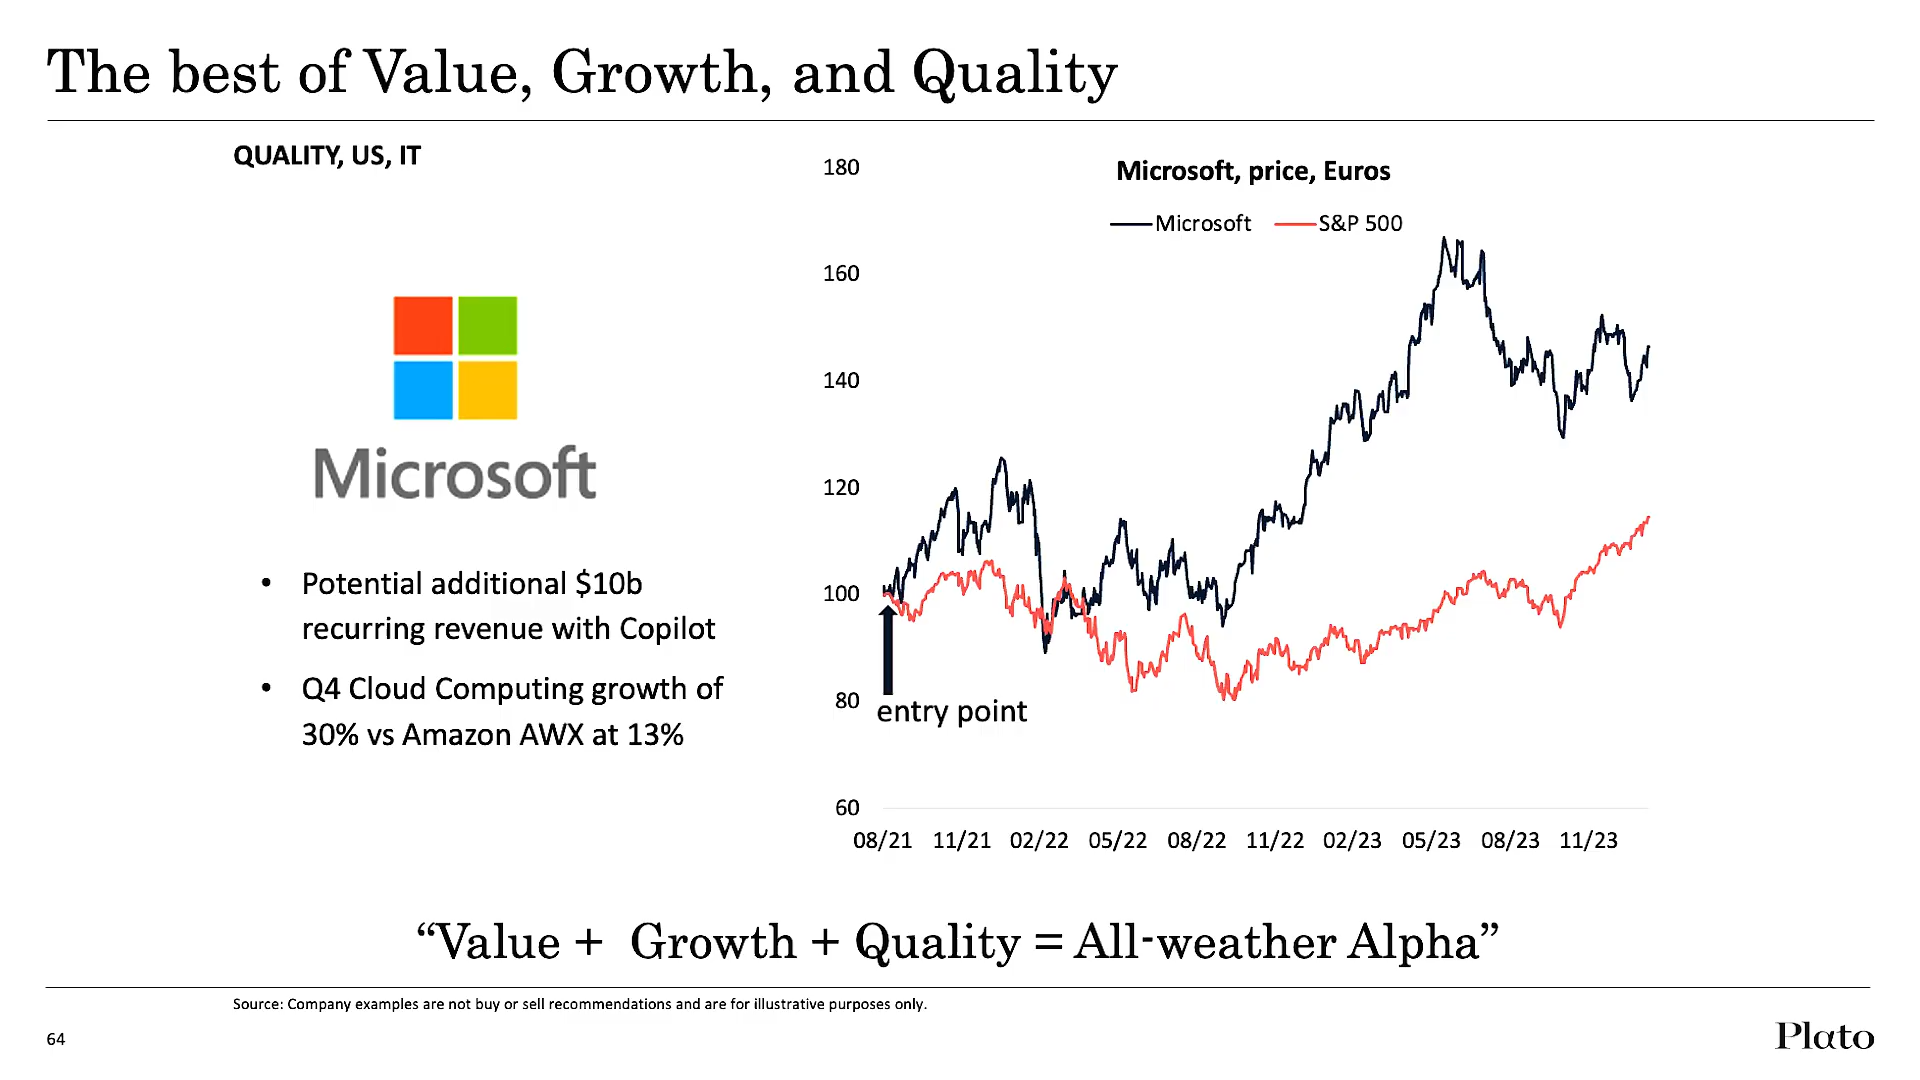 The best of Value, Growth, and Quality
QUALITY, US, IT
Microsoft
• Potential additional $10b
recurring revenue with Copilot
• Q4 Cloud Computing growth of
30% vs Amazon AWX at 13%
Microsoft, price, Euros
Microsoft S&P 500
180
160
140
120
100
80
60
entry point
08/21 11/21 02/22 05/22 08/22 11/22 02/23 05/23 08/23 11/23
“Value + Growth + Quality = All-weather Alpha”
Source: Company examples are not buy or sell recommendations and are for illustrative purposes only.
64
Plato